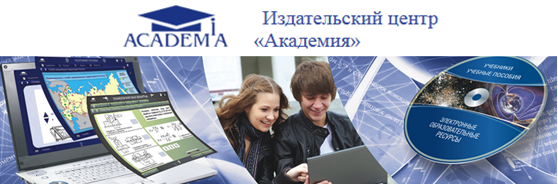 ACADEMiA
Издательский центр
«Академия»
УЧЕБНИКИ
УЧЕБНЫЕ ПОСОБИЯ
ЭЛЕКТРОННЫЕ
ОБРАЗОВАТЕЛЬНЫЕ
РЕСУРСЫ